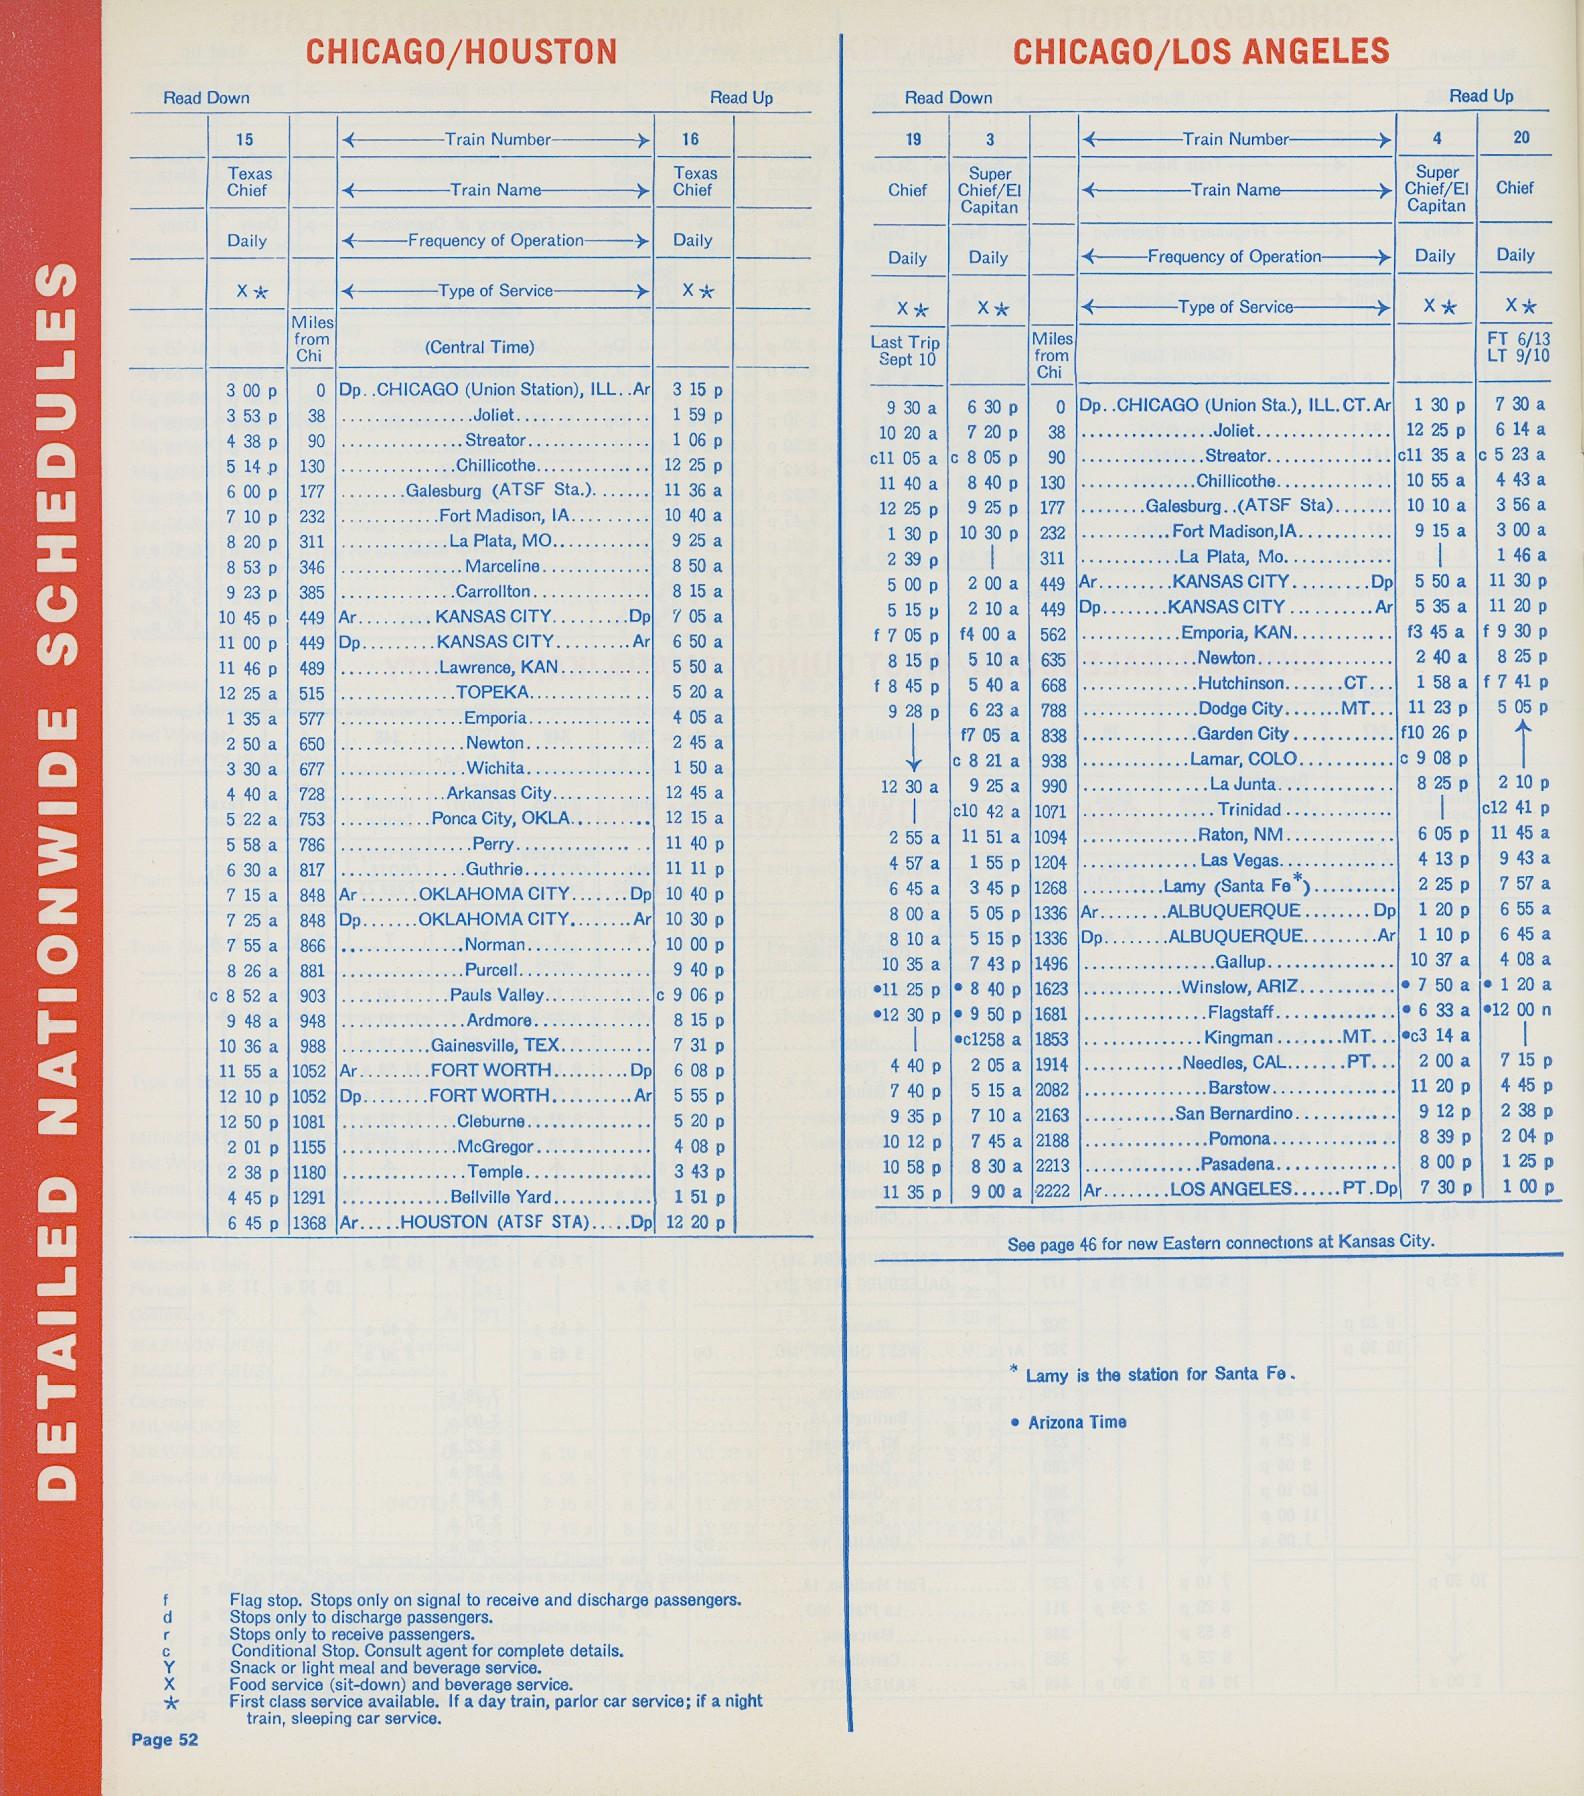 DETAILED NATIONWIDE SCHEDULES
CHICAGO/HOUSTON
Read Down Read Up
15 Train Number 16
Texas Chief Train Name Texas Chief
Daily Frequency of Operation Daily
X ★ Type of Service X ★
Miles from Chi (Central Time)
3 00 p 0 Dp..CHICAGO (Union Station), ILL..Ar 3 15 p
3 53 p 38 Joliet 1 59 p
4 38 p 90 Streator 1 06 p
5 14 p 130 Chillicothe 12 25 p
6 00 p 177 Galesburg (ATSF Sta.) 11 36 a
7 10 p 232 Fort Madison, IA 10 40 a
8 20 p 311 La Plata, MO 9 25 a
8 53 p 346 Marceline 8 50 a
9 23 p 385 Carrollton 8 15 a
10 45 p 449 Ar KANSAS CITY Dp 7 05 a
11 00 p 449 Dp KANSAS CITY Ar 6 50 a
11 46 p 489 Lawrence, KAN 5 50 a
12 25 a 515 TOPEKA 5 20 a
1 35 a 577 Emporia 4 05 a
2 50 a 650 Newton 2 45 a
3 30 a 677 Wichita 1 50 a
4 40 a 728 Arkansas City 12 45 a
5 22 a 753 Ponca City, OKLA 12 15 a
5 58 a 786 Perry 11 40 p
6 30 a 817 Guthrie 11 11 p
7 15 a 848 Ar OKLAHOMA CITY Dp 10 40 p
7 25 a 848 Dp OKLAHOMA CITY Ar 10 30 p
7 55 a 866 Norman 10 00 p
8 26 a 881 Purcell 9 40 p
c 8 52 a 903 Pauls Valley c 9 06 p
9 48 a 948 Ardmore 8 15 p
10 36 a 988 Gainesville, TEX 7 31 p
11 55 a 1052 Ar FORT WORTH Dp 6 08 p
12 10 p 1052 Dp FORT WORTH Ar 5 55 p
12 50 p 1081 Cleburne 5 20 p
2 01 p 1155 McGregor 4 08 p
2 38 p 1180 Temple 3 43 p
4 45 p 1291 Bellville Yard 1 51 p
6 45 p 1368 Ar HOUSTON (ATSF STA) Dp 12 20 p
f Flag stop. Stops only on signal to receive and discharge passengers.
d Stops only to discharge passengers.
r Stops only to receive passengers.
c Conditional Stop. Consult agent for complete details.
Y Snack or light meal and beverage service.
X Food service (sit-down) and beverage service.
★ First class service available. If a day train, parlor car service; if a night
train, sleeping car service.
Page 52
CHICAGO/LOS ANGELES
Read Down Read Up
19 3 Train Number 4 20
Chief Super Chief/El Capitan Train Name Super Chief/El Capitan Chief
Daily Daily Frequency of Operation Daily Daily
X ★ X ★ Type of Service X ★ X ★
Last Trip Sept 10 Miles from Chi FT 6/13 LT 9/10
9 30 a 6 30 p 0 Dp..CHICAGO (Union Sta.), ILL.CT.Ar 1 30 p 7 30 a
10 20 a 7 20 p 38 Joliet 12 25 p 6 14 a
c11 05 a c 8 05 p 90 Streator c11 35 a c 5 23 a
11 40 a 8 40 p 130 Chillicothe 10 55 a 4 43 a
12 25 p 9 25 p 177 Galesburg..(ATSF Sta) 10 10 a 3 56 a
1 30 p 10 30 p 232 Fort Madison,IA 9 15 a 3 00 a
2 39 p 311 La Plata, Mo. 1 46 a
5 00 p 2 00 a 449 Ar KANSAS CITY Dp 5 50 a 11 30 p
5 15 p 2 10 a 449 Dp KANSAS CITY Ar 5 35 a 11 20 p
f 7 05 p f4 00 a 562 Emporia, KAN f3 45 a f 9 30 p
8 15 p 5 10 a 635 Newton 2 40 a 8 25 p
f 8 45 p 5 40 a 668 Hutchinson CT 1 58 a f 7 41 p
9 28 p 6 23 a 788 Dodge City MT 11 23 p 5 05 p
f7 05 a 838 Garden City f10 26 p
c 8 21 a 938 Lamar, COLO c 9 08 p
12 30 a 9 25 a 990 La Junta 8 25 p 2 10 p
c10 42 a 1071 Trinidad c12 41 p
2 55 a 11 51 a 1094 Raton, NM 6 05 p 11 45 a
4 57 a 1 55 p 1204 Las Vegas 4 13 p 9 43 a
6 45 a 3 45 p 1268 Lamy (Santa Fe*) 2 25 p 7 57 a
8 00 a 5 05 p 1336 Ar ALBUQUERQUE Dp 1 20 p 6 55 a
8 10 a 5 15 p 1336 Dp ALBUQUERQUE Ar 1 10 p 6 45 a
10 35 a 7 43 p 1496 Gallup 10 37 a 4 08 a
•11 25 p • 8 40 p 1623 Winslow, ARIZ • 7 50 a • 1 20 a
•12 30 p • 9 50 p 1681 Flagstaff • 6 33 a •12 00 n
•c1258 a 1853 Kingman MT •c3 14 a
4 40 p 2 05 a 1914 Needles, CAL PT 2 00 a 7 15 p
7 40 p 5 15 a 2082 Barstow 11 20 p 4 45 p
9 35 p 7 10 a 2163 San Bernardino 9 12 p 2 38 p
10 12 p 7 45 a 2188 Pomona 8 39 p 2 04 p
10 58 p 8 30 a 2213 Pasadena 8 00 p 1 25 p
11 35 p 9 00 a 2222 Ar LOS ANGELES PT.Dp 7 30 p 1 00 p
See page 46 for new Eastern connections at Kansas City.
* Lamy is the station for Santa Fe.
• Arizona Time